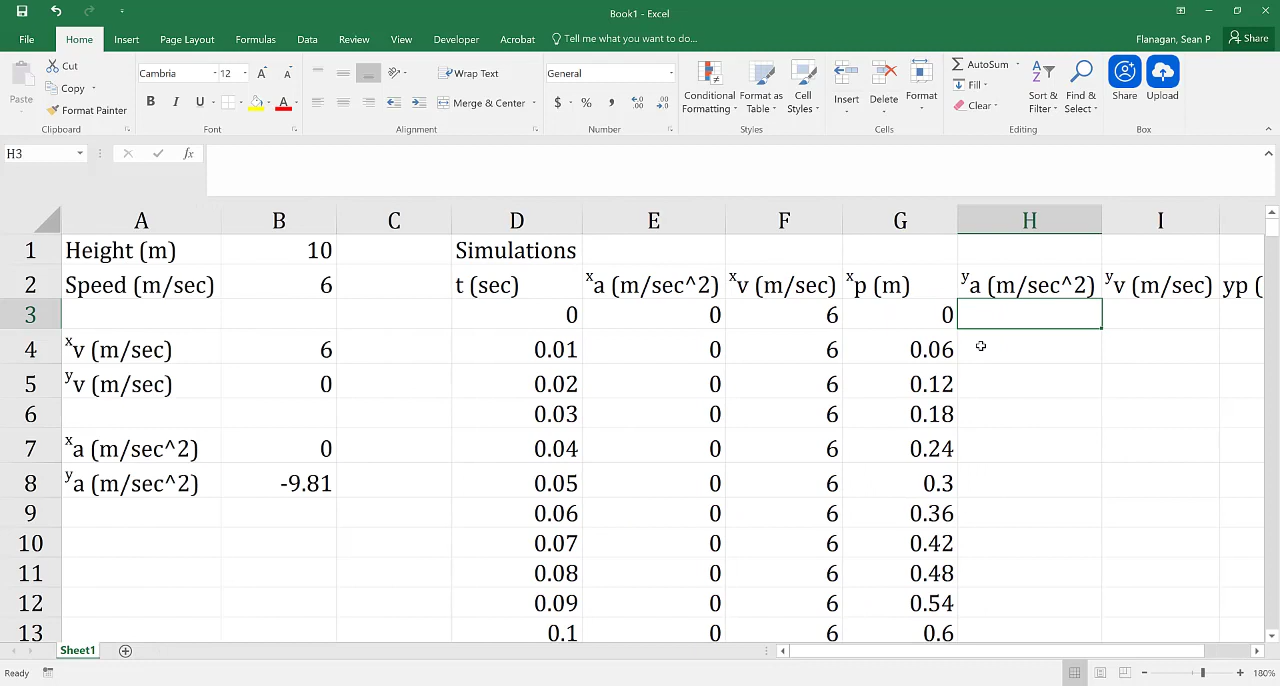 Book1 - Excel
File Home Insert Page Layout Formulas Data Review View Developer Acrobat Tell me what you want to do... Flanagan, Sean P Share
Paste Cut Copy Format Painter Clipboard
Cambria 12 A A B I U A Font
Wrap Text Merge & Center Alignment
General $ % , Number
Conditional Formatting Format as Table Cell Styles Styles
Insert Delete Format Cells
AutoSum Fill Clear Sort & Filter Find & Select Editing
Share Upload Box
H3 fx
A B C D E F G H I
1 Height (m) 10 Simulations
2 Speed (m/sec) 6 t (sec) xa (m/sec^2) xv (m/sec) xp (m) ya (m/sec^2) yv (m/sec) yp (
3 0 0 6 0
4 xv (m/sec) 6 0.01 0 6 0.06
5 yv (m/sec) 0 0.02 0 6 0.12
6 0.03 0 6 0.18
7 xa (m/sec^2) 0 0.04 0 6 0.24
8 ya (m/sec^2) -9.81 0.05 0 6 0.3
9 0.06 0 6 0.36
10 0.07 0 6 0.42
11 0.08 0 6 0.48
12 0.09 0 6 0.54
13 0.1 0 6 0.6
Sheet1
Ready 180%